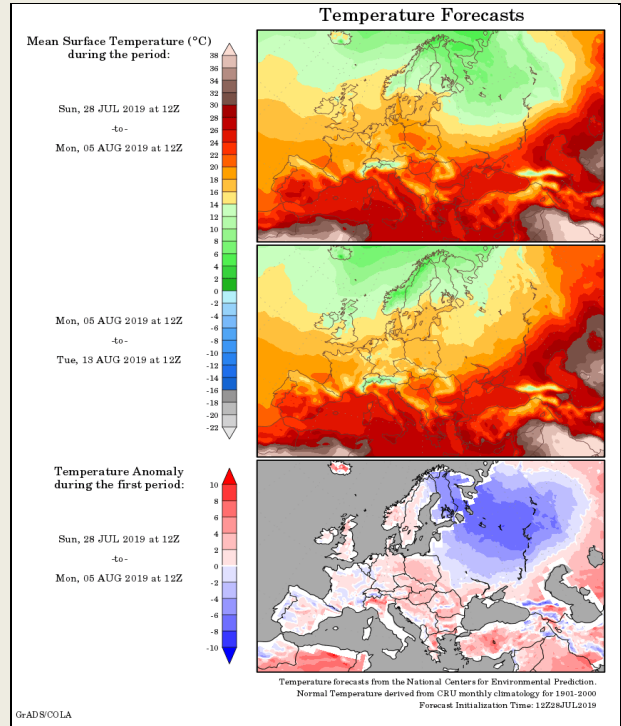 Temperature Forecasts
Mean Surface Temperature (°C)
during the period:
Sun, 28 JUL 2019 at 12Z
-to-
Mon, 05 AUG 2019 at 12Z
38
36
34
32
30
28
26
24
22
20
18
16
14
12
10
8
6
4
2
0
-2
-4
-6
-8
-10
-12
-14
-16
-18
-20
-22
Mon, 05 AUG 2019 at 12Z
-to-
Tue, 13 AUG 2019 at 12Z
Temperature Anomaly
during the first period:
Sun, 28 JUL 2019 at 12Z
-to-
Mon, 05 AUG 2019 at 12Z
10
8
6
4
2
0
-2
-4
-6
-8
-10
Temperature forecasts from the National Centers for Environmental Prediction.
Normal Temperature derived from CRU monthly climatology for 1901-2000
Forecast Initialization Time: 12Z28JUL2019
GrADS/COLA